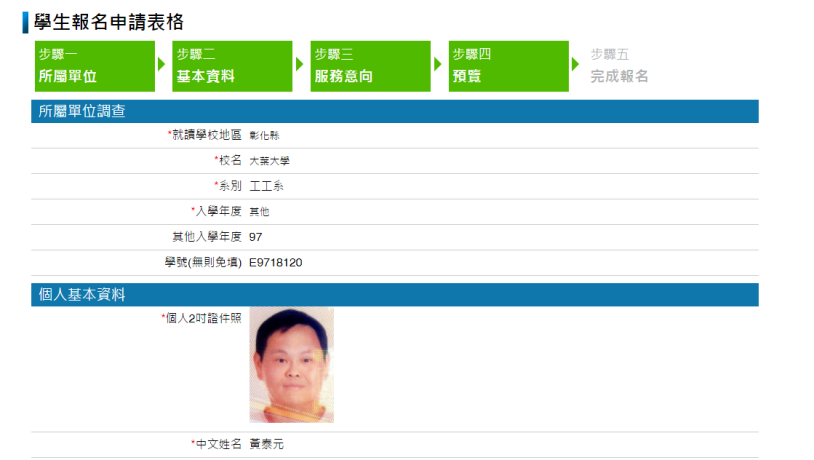 學生報名申請表格
步驟一 步驟二 步驟三 步驟四 步驟五
所屬單位 基本資料 服務意向 預覽 完成報名
所屬單位調查
*就讀學校地區 彰化縣
*校名 大葉大學
*系別 工工系
*入學年度 其他
其他入學年度 97
學號(無則免填) E9718120
個人基本資料
*個人2吋證件照
*中文姓名 黃泰元